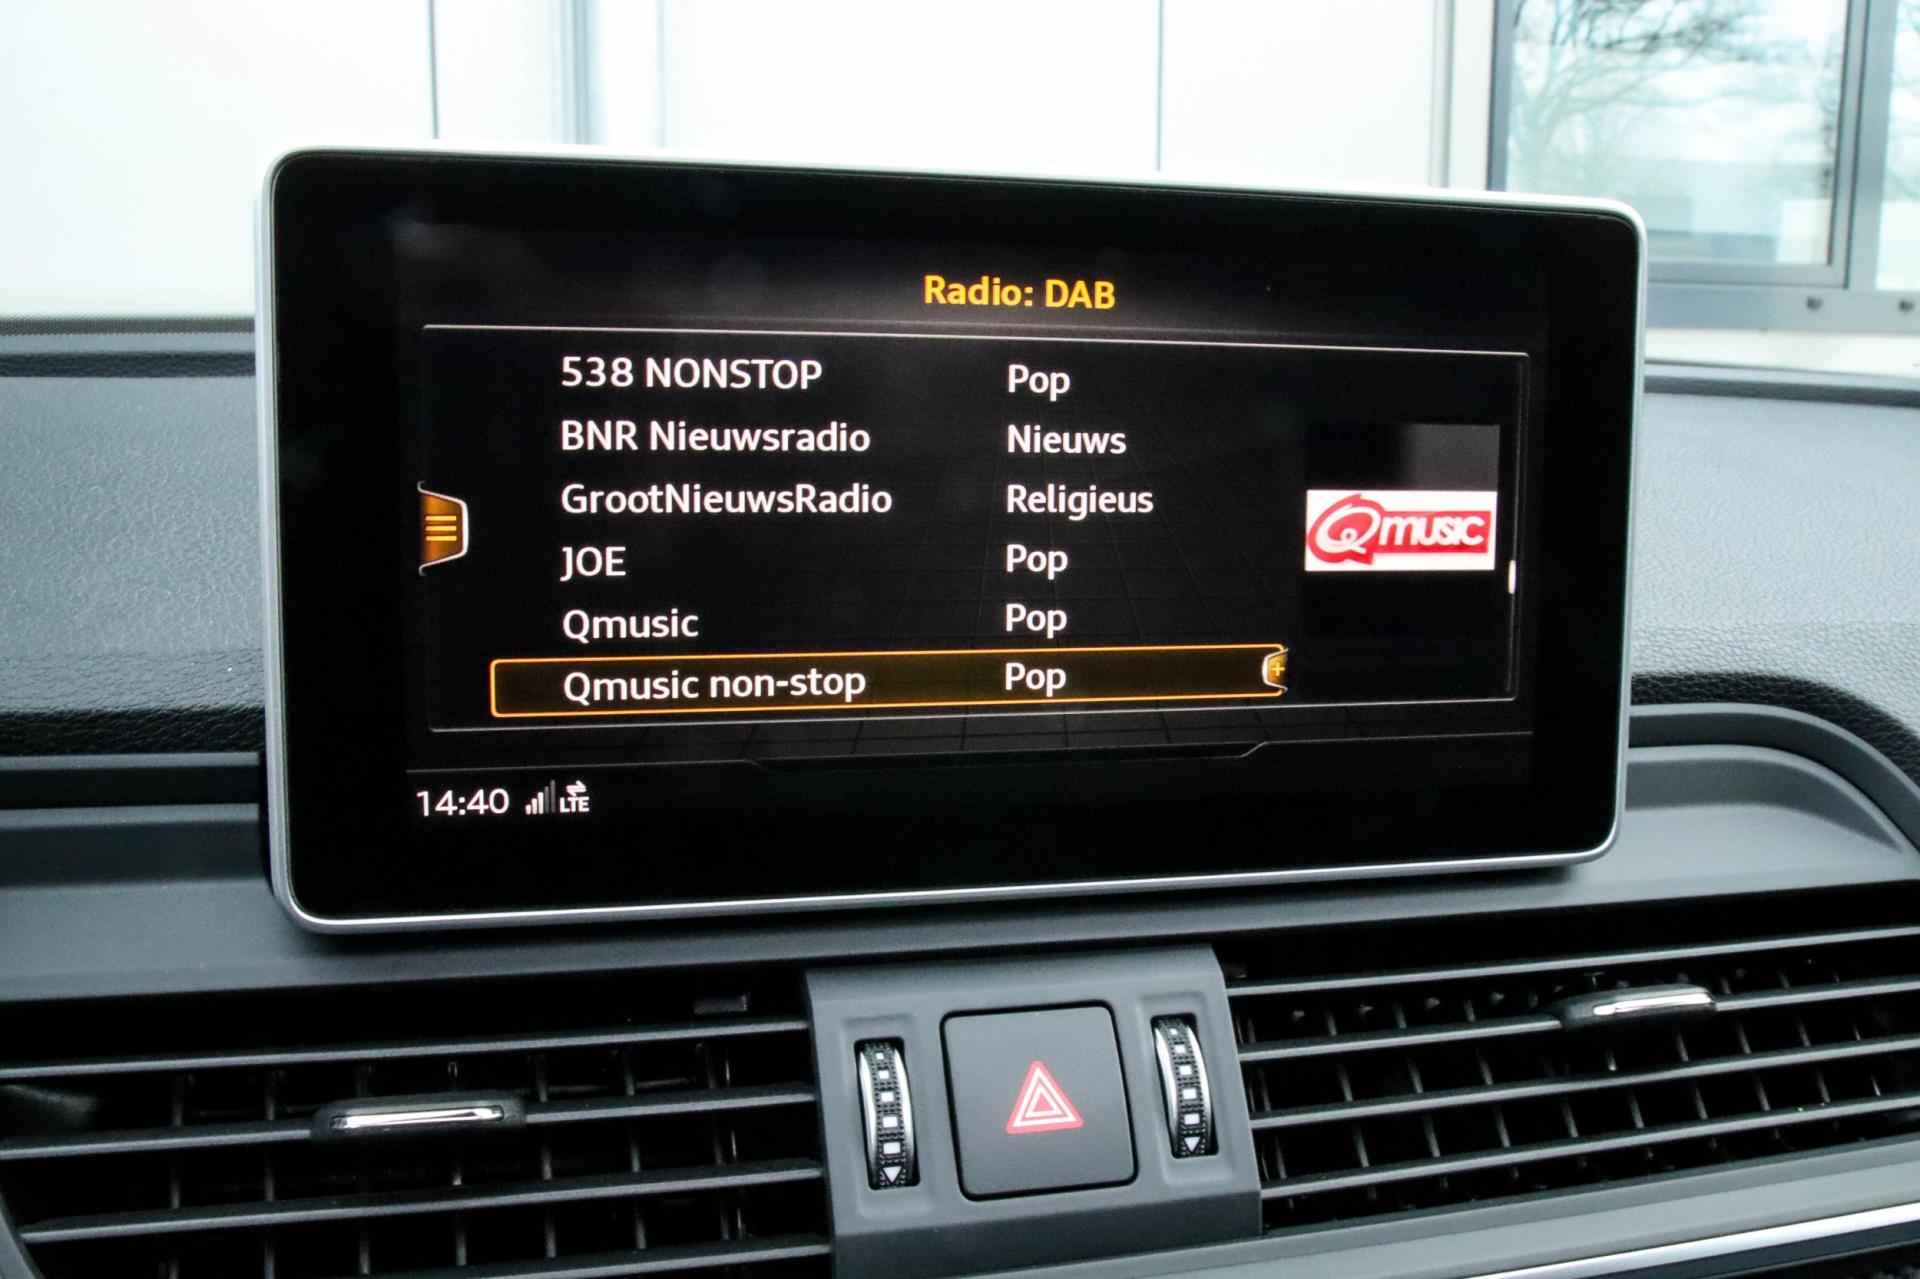 Radio: DAB
538 NONSTOP Pop
BNR Nieuwsradio Nieuws
GrootNieuwsRadio Religieus
JOE Pop
Qmusic Pop
Qmusic non-stop Pop
Qmusic
14:40 LTE